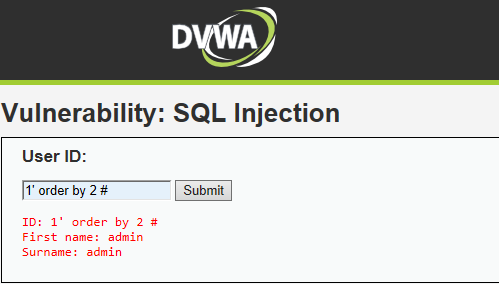 DVWA
Vulnerability: SQL Injection
User ID:
1' order by 2 # Submit
ID: 1' order by 2 #
First name: admin
Surname: admin